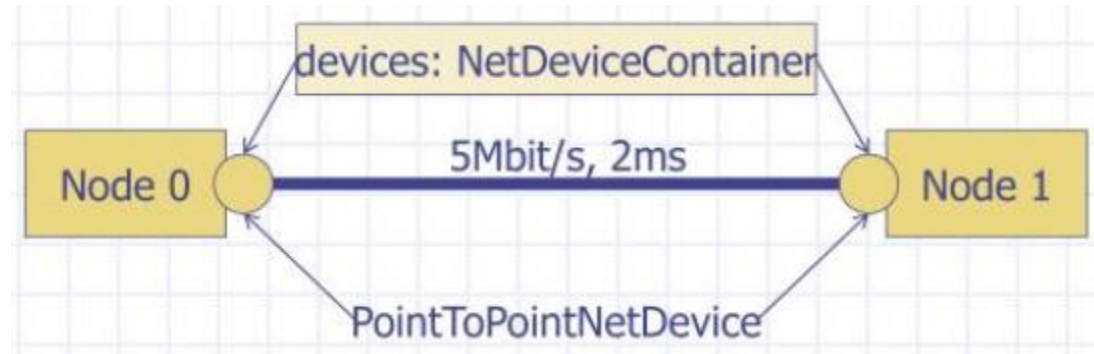 devices: NetDeviceContainer
5Mbit/s, 2ms
Node 0
Node 1
PointToPointNetDevice